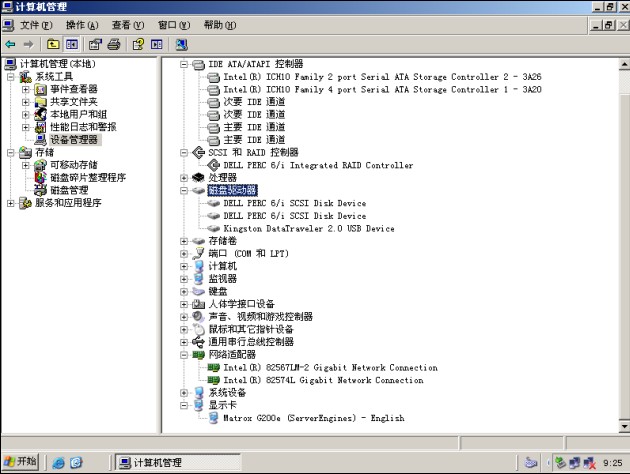 计算机管理
文件(F) 操作(A) 查看(V) 窗口(W) 帮助(H)
计算机管理(本地)
系统工具
事件查看器
共享文件夹
本地用户和组
性能日志和警报
设备管理器
存储
可移动存储
磁盘碎片整理程序
磁盘管理
服务和应用程序
IDE ATA/ATAPI 控制器
Intel(R) ICH10 Family 2 port Serial ATA Storage Controller 2 - 3A26
Intel(R) ICH10 Family 4 port Serial ATA Storage Controller 1 - 3A20
次要 IDE 通道
次要 IDE 通道
主要 IDE 通道
主要 IDE 通道
SCSI 和 RAID 控制器
DELL PERC 6/i Integrated RAID Controller
处理器
磁盘驱动器
DELL PERC 6/i SCSI Disk Device
DELL PERC 6/i SCSI Disk Device
Kingston DataTraveler 2.0 USB Device
存储卷
端口 (COM 和 LPT)
计算机
监视器
键盘
人体学接口设备
声音、视频和游戏控制器
鼠标和其它指针设备
通用串行总线控制器
网络适配器
Intel(R) 82567LM-2 Gigabit Network Connection
Intel(R) 82574L Gigabit Network Connection
系统设备
显示卡
Matrox G200e (ServerEngines) - English
开始
计算机管理
9:25